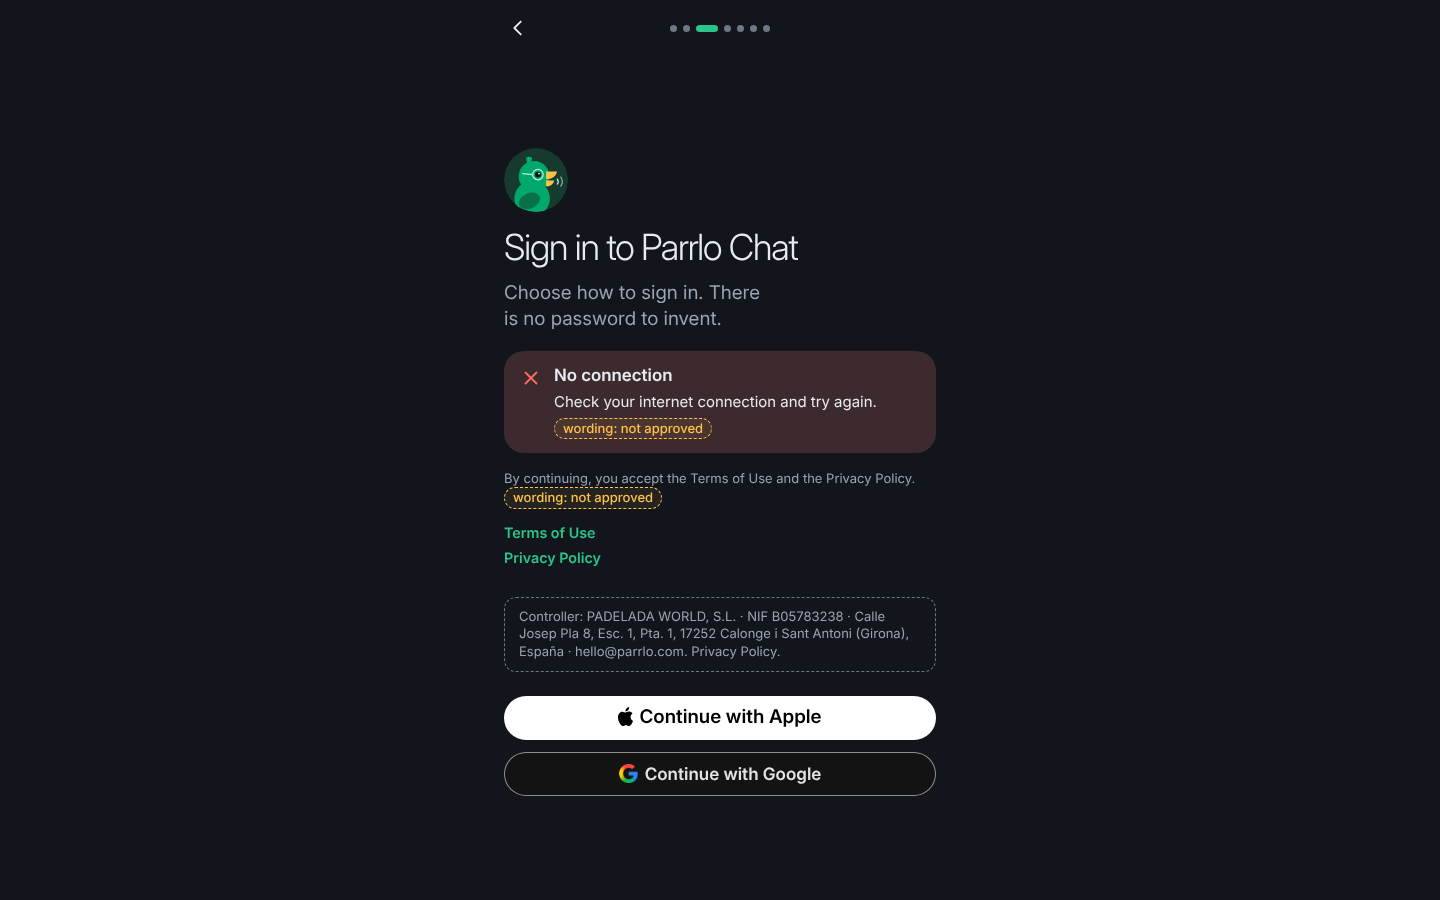 Sign in to Parrlo Chat
Choose how to sign in. There
is no password to invent.
No connection
Check your internet connection and try again.
wording: not approved
By continuing, you accept the Terms of Use and the Privacy Policy.
wording: not approved
Terms of Use
Privacy Policy
Controller: PADELADA WORLD, S.L. · NIF B05783238 · Calle
Josep Pla 8, Esc. 1, Pta. 1, 17252 Calonge i Sant Antoni (Girona),
España · hello@parrlo.com. Privacy Policy.
Continue with Apple
Continue with Google